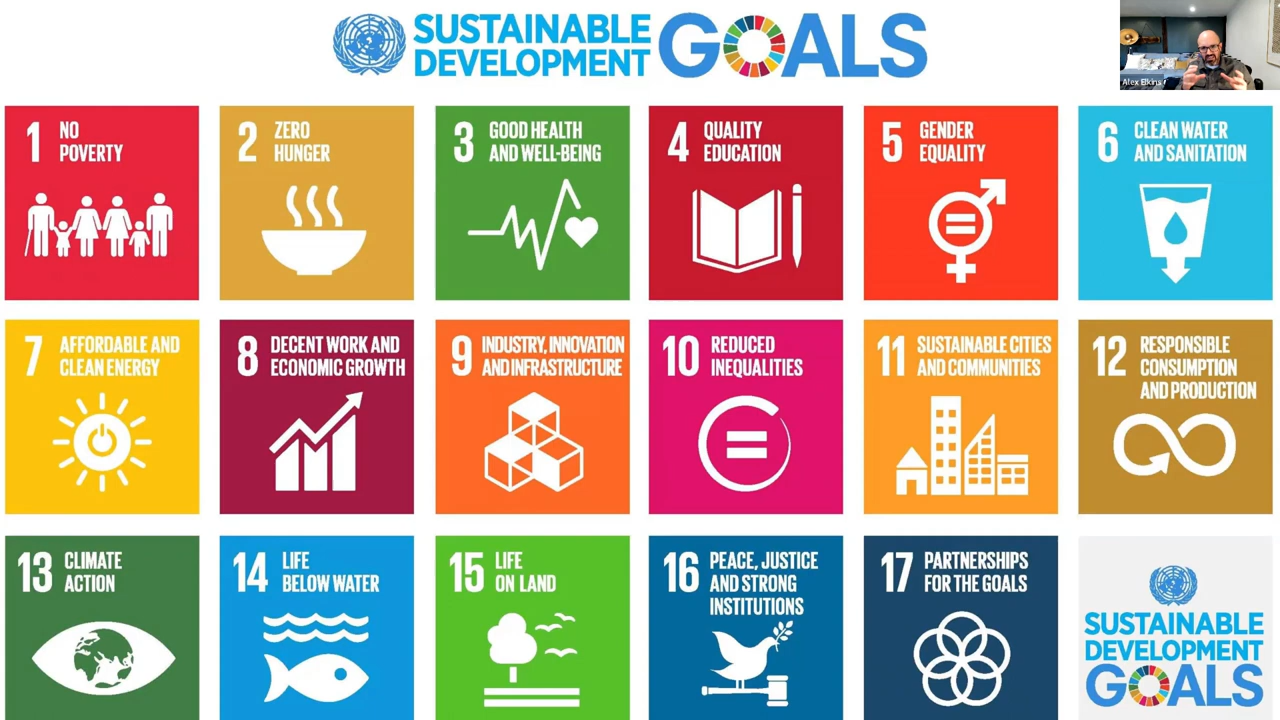 SUSTAINABLE
DEVELOPMENT
GOALS
Alex Elkins
1 NO
POVERTY
2 ZERO
HUNGER
3 GOOD HEALTH
AND WELL-BEING
4 QUALITY
EDUCATION
5 GENDER
EQUALITY
6 CLEAN WATER
AND SANITATION
7 AFFORDABLE AND
CLEAN ENERGY
8 DECENT WORK AND
ECONOMIC GROWTH
9 INDUSTRY, INNOVATION
AND INFRASTRUCTURE
10 REDUCED
INEQUALITIES
11 SUSTAINABLE CITIES
AND COMMUNITIES
12 RESPONSIBLE
CONSUMPTION
AND PRODUCTION
13 CLIMATE
ACTION
14 LIFE
BELOW WATER
15 LIFE
ON LAND
16 PEACE, JUSTICE
AND STRONG
INSTITUTIONS
17 PARTNERSHIPS
FOR THE GOALS
SUSTAINABLE
DEVELOPMENT
GOALS